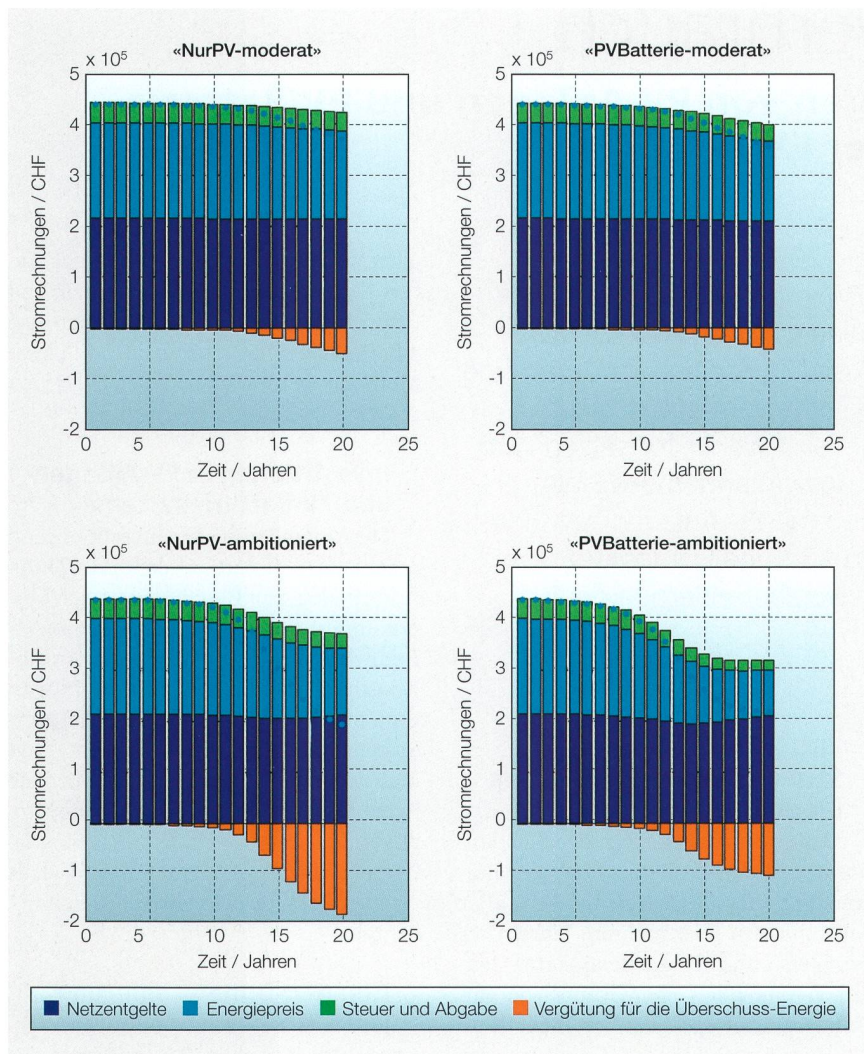 «NurPV-moderat»
x 10⁵
5
4
3
2
1
0
-1
-2
0 5 10 15 20 25
Stromrechnungen / CHF
Zeit / Jahren
«PVBatterie-moderat»
x 10⁵
5
4
3
2
1
0
-1
-2
0 5 10 15 20 25
Stromrechnungen / CHF
Zeit / Jahren
«NurPV-ambitioniert»
x 10⁵
5
4
3
2
1
0
-1
-2
0 5 10 15 20 25
Stromrechnungen / CHF
Zeit / Jahren
«PVBatterie-ambitioniert»
x 10⁵
5
4
3
2
1
0
-1
-2
0 5 10 15 20 25
Stromrechnungen / CHF
Zeit / Jahren
Netzentgelte Energiepreis Steuer und Abgabe Vergütung für die Überschuss-Energie